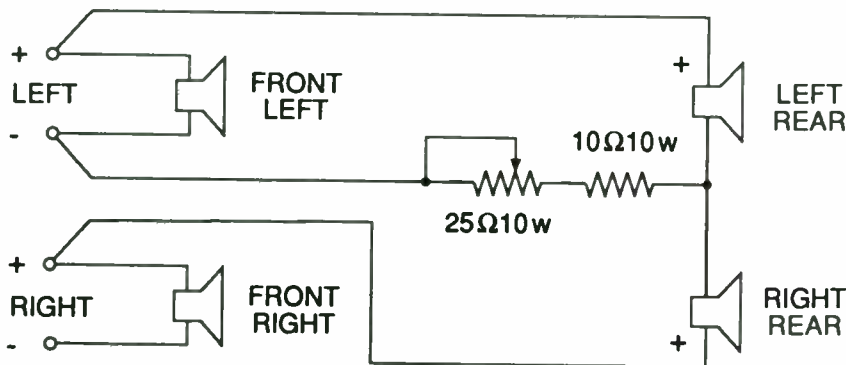 +
LEFT
-
FRONT
LEFT
+
LEFT
REAR
10Ω10w
25Ω10w
+
RIGHT
-
FRONT
RIGHT
RIGHT
REAR
+